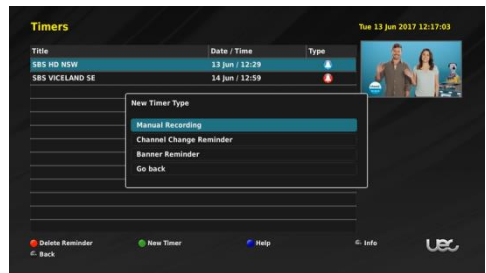 Timers
Tue 13 Jun 2017 12:17:03
Title Date / Time Type
SBS HD NSW 13 Jun / 12:29
SBS VICELAND SE 14 Jun / 12:59
New Timer Type
Manual Recording
Channel Change Reminder
Banner Reminder
Go back
Delete Reminder New Timer Help Info
Back
uec